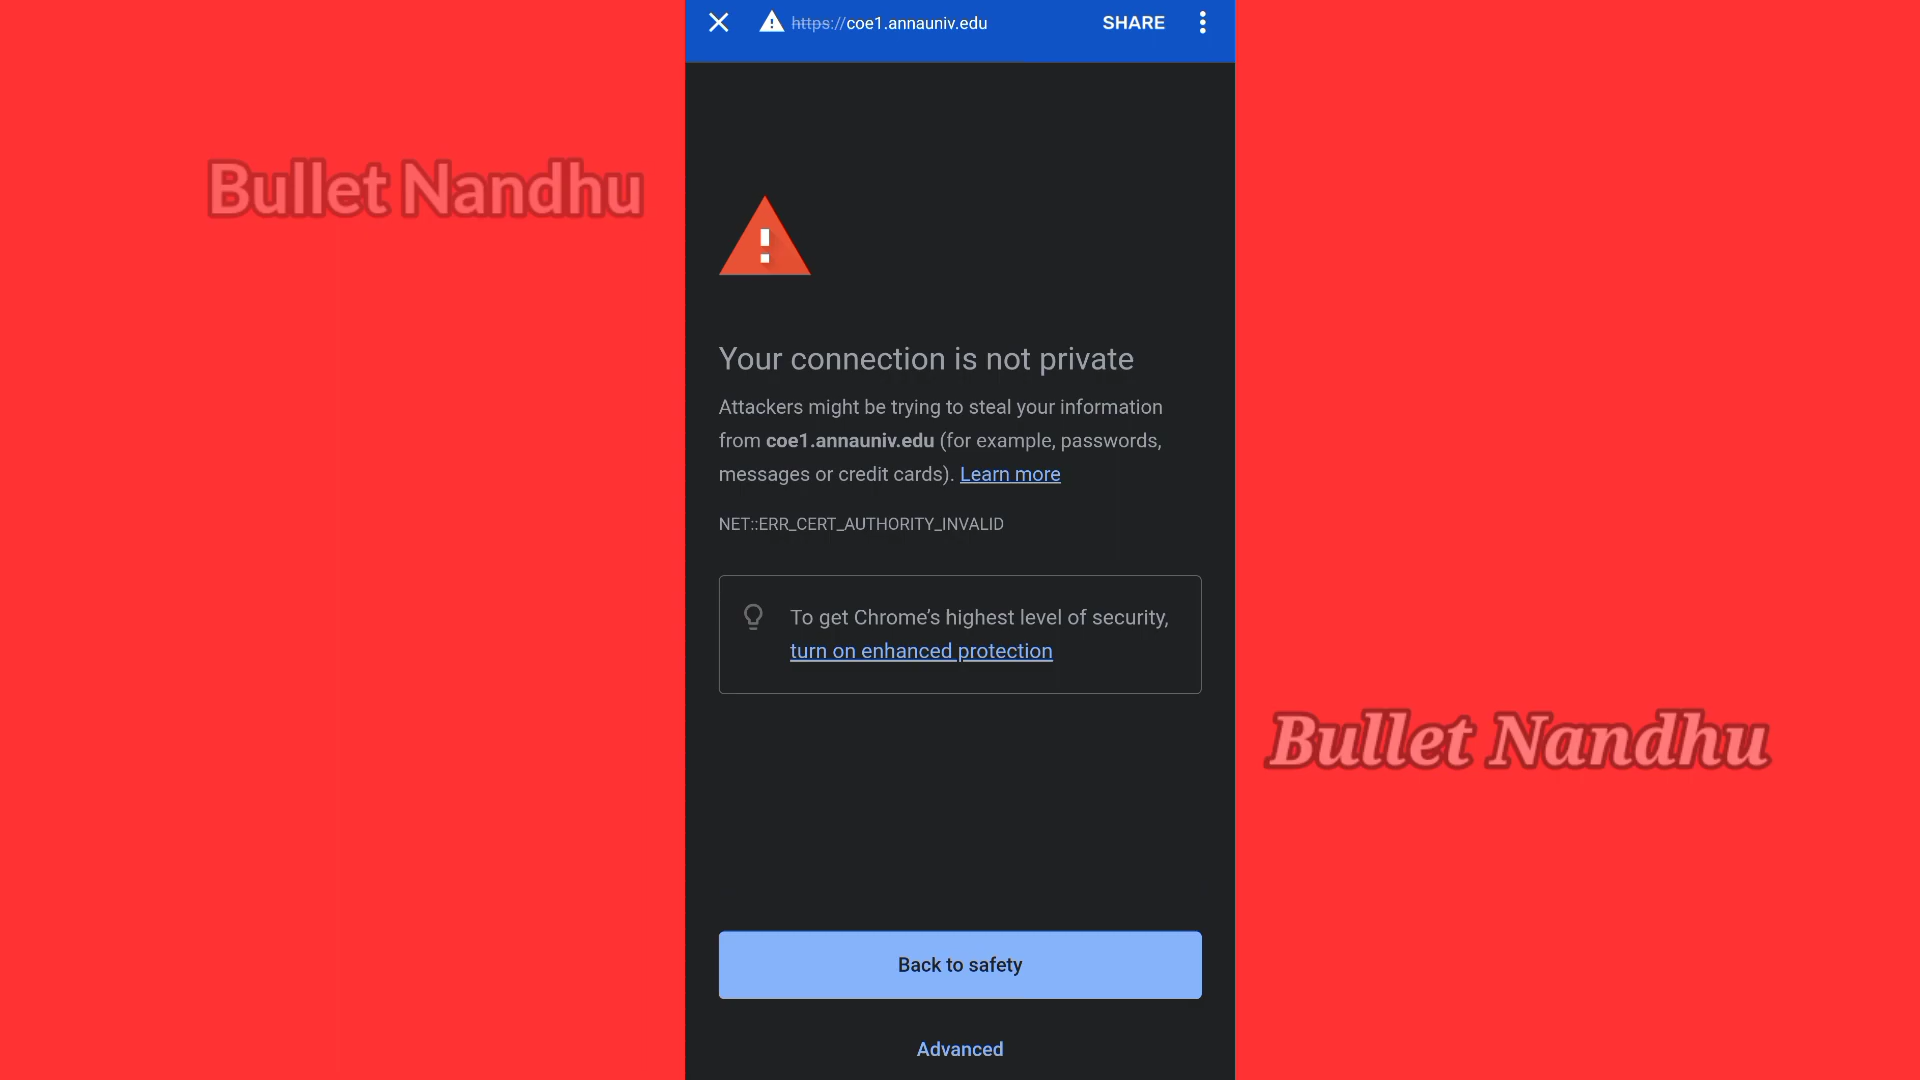 https://coe1.annauniv.edu
SHARE
Bullet Nandhu
Your connection is not private
Attackers might be trying to steal your information
from coe1.annauniv.edu (for example, passwords,
messages or credit cards). Learn more
NET::ERR_CERT_AUTHORITY_INVALID
To get Chrome’s highest level of security,
turn on enhanced protection
Bullet Nandhu
Back to safety
Advanced